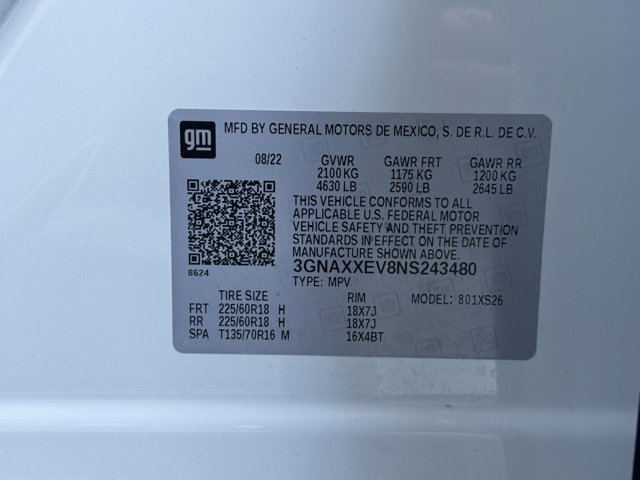 gm
MFD BY GENERAL MOTORS DE MEXICO, S. DE R.L. DE C.V.
08/22 GVWR GAWR FRT GAWR RR
2100 KG 1175 KG 1200 KG
4630 LB 2590 LB 2645 LB
THIS VEHICLE CONFORMS TO ALL
APPLICABLE U.S. FEDERAL MOTOR
VEHICLE SAFETY AND THEFT PREVENTION
STANDARDS IN EFFECT ON THE DATE OF
MANUFACTURE SHOWN ABOVE.
8624
3GNAXXEV8NS243480
TYPE: MPV
TIRE SIZE RIM MODEL: 801XS26
FRT 225/60R18 H 18X7J
RR 225/60R18 H 18X7J
SPA T135/70R16 M 16X4BT